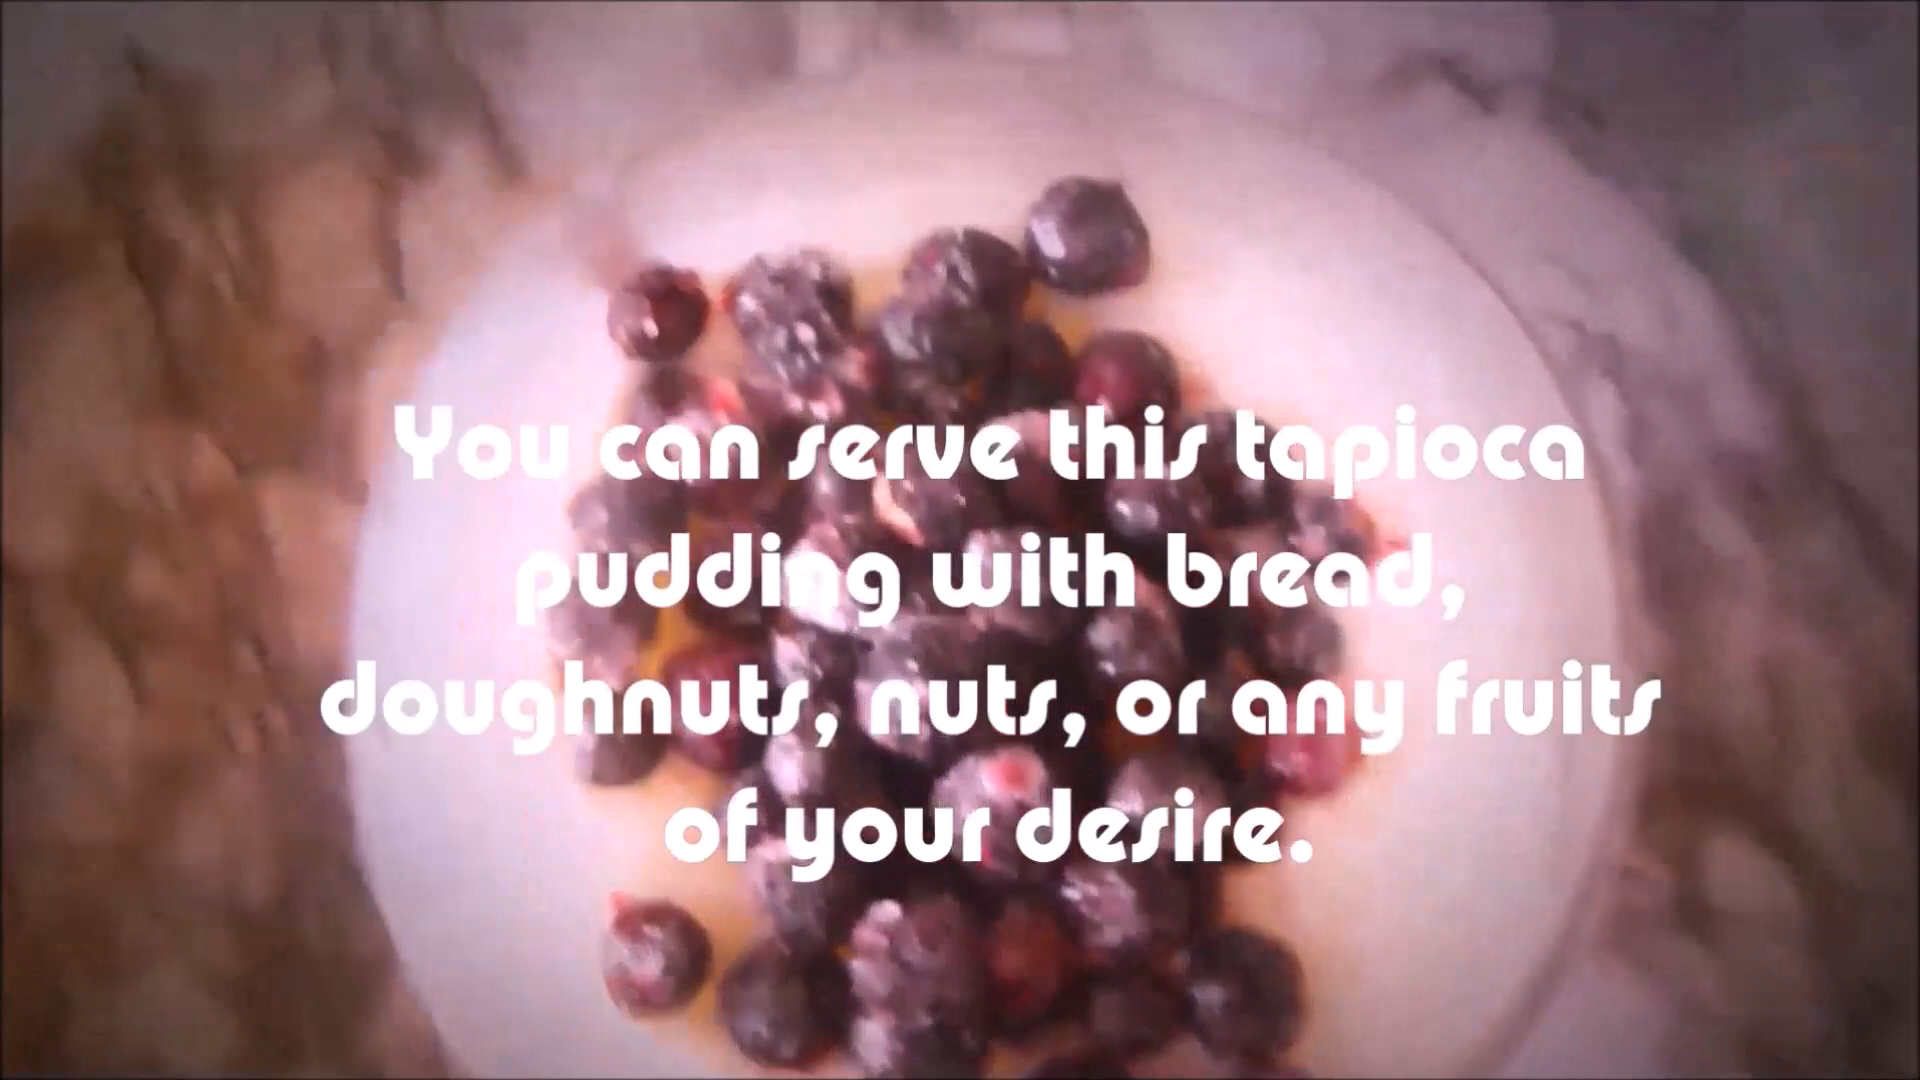 You can serve this tapioca
pudding with bread,
doughnuts, nuts, or any fruits
of your desire.